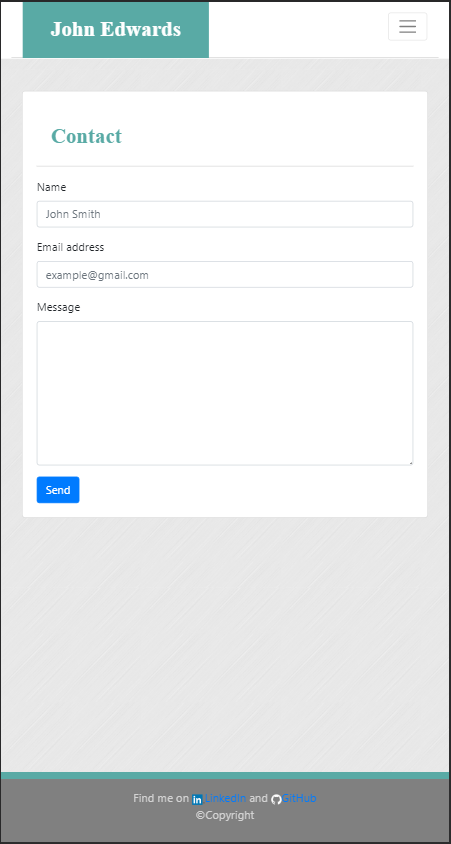 John Edwards
Contact
Name
John Smith
Email address
example@gmail.com
Message
Send
Find me on in LinkedIn and GitHub
©Copyright